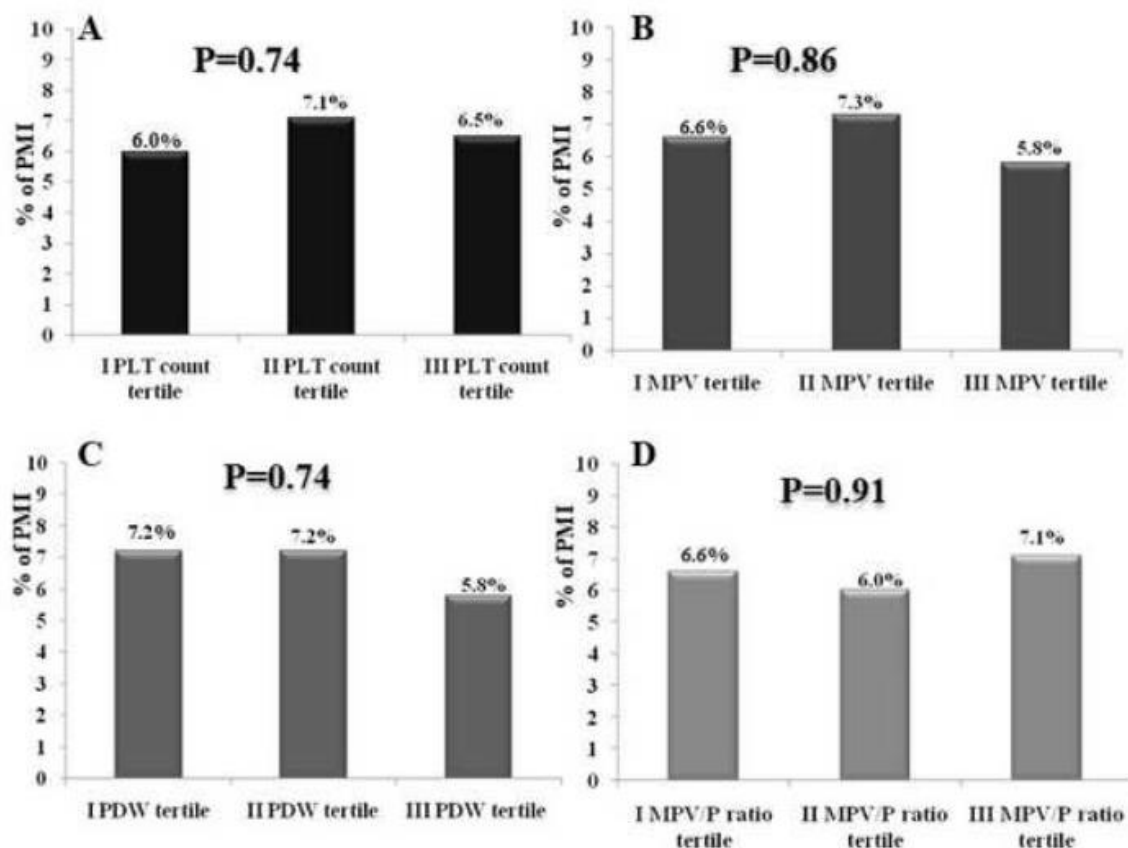 A
P=0.74
% of PMI
10
9
8
7
6
5
4
3
2
1
0
6.0%
7.1%
6.5%
I PLT count
tertile
II PLT count
tertile
III PLT count
tertile
B
P=0.86
% of PMI
10
9
8
7
6
5
4
3
2
1
0
6.6%
7.3%
5.8%
I MPV tertile
II MPV tertile
III MPV tertile
C
P=0.74
% of PMI
10
9
8
7
6
5
4
3
2
1
0
7.2%
7.2%
5.8%
I PDW tertile
II PDW tertile
III PDW tertile
D
P=0.91
% of PMI
10
9
8
7
6
5
4
3
2
1
0
6.6%
6.0%
7.1%
I MPV/P ratio
tertile
II MPV/P ratio
tertile
III MPV/P ratio
tertile